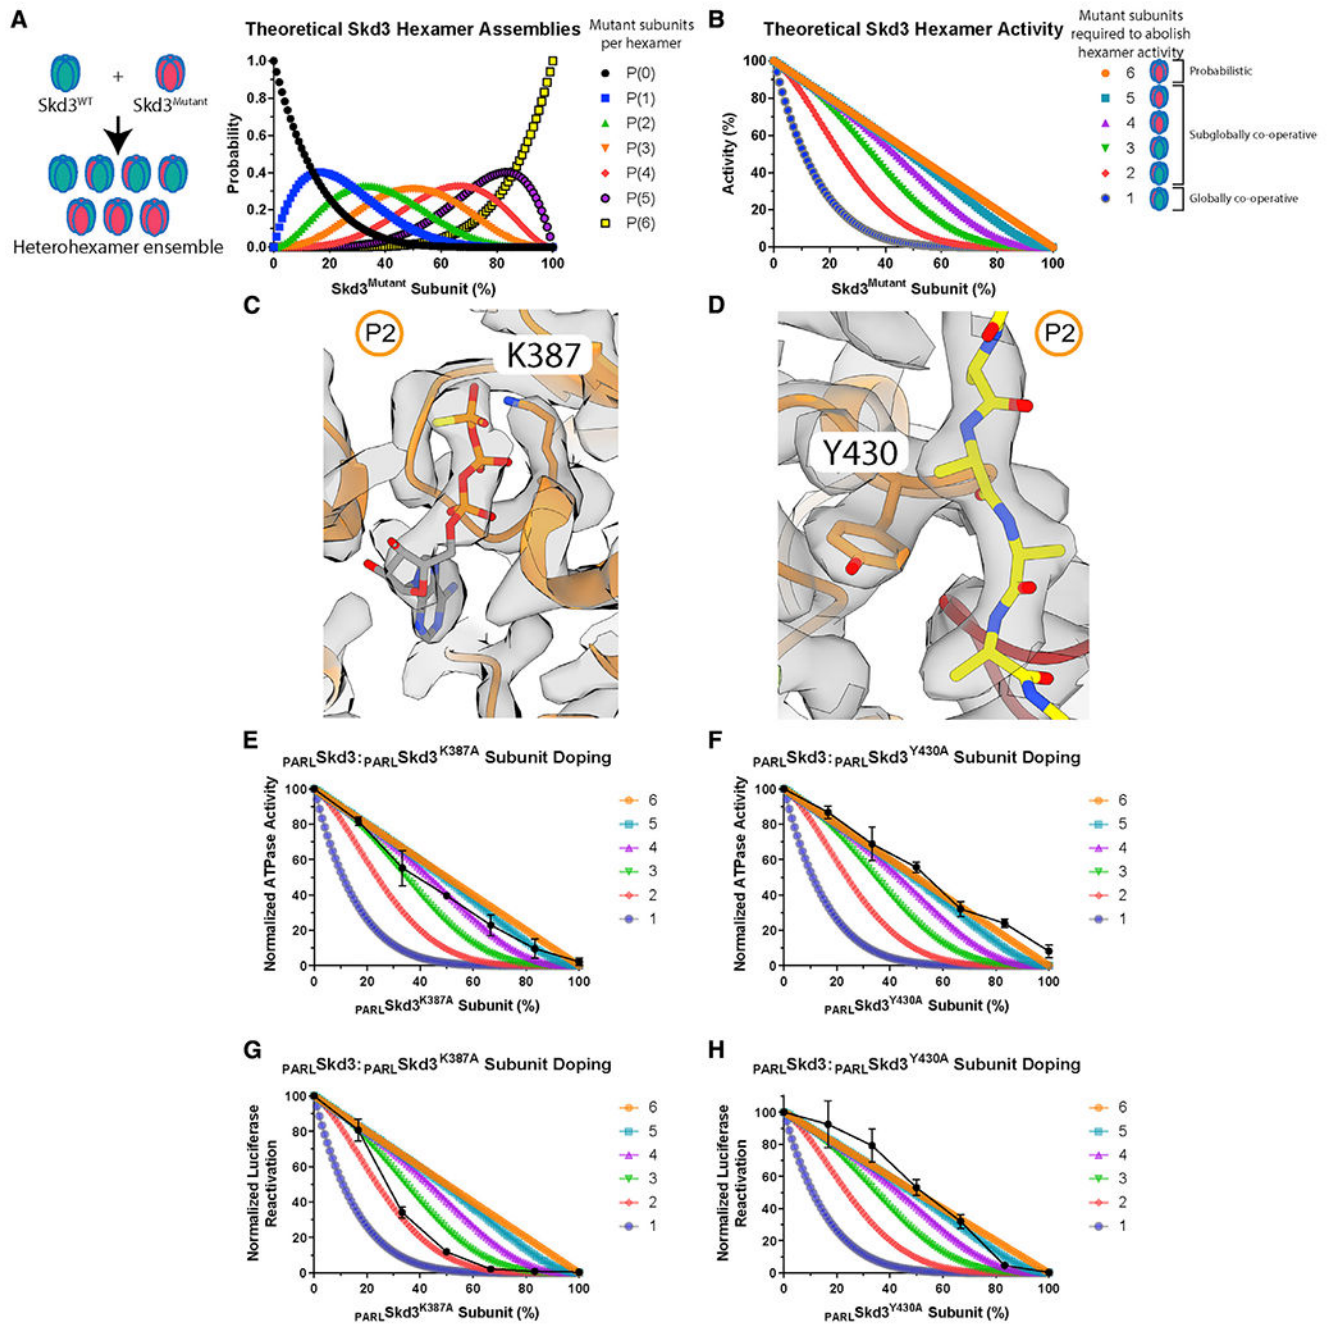 A
Skd3WT
+
Skd3Mutant
Heterohexamer ensemble
Theoretical Skd3 Hexamer Assemblies
Mutant subunits
per hexamer
Probability
1.0
0.8
0.6
0.4
0.2
0.0
0
20
40
60
80
100
Skd3Mutant Subunit (%)
P(0)
P(1)
P(2)
P(3)
P(4)
P(5)
P(6)
B
Theoretical Skd3 Hexamer Activity
Mutant subunits
required to abolish
hexamer activity
Activity (%)
100
80
60
40
20
0
0
20
40
60
80
100
Skd3Mutant Subunit (%)
6
5
4
3
2
1
Probabilistic
Subglobally co-operative
Globally co-operative
C
P2
K387
D
P2
Y430
E
PARLSkd3:PARLSkd3K387A Subunit Doping
Normalized ATPase Activity
100
80
60
40
20
0
0
20
40
60
80
100
PARLSkd3K387A Subunit (%)
6
5
4
3
2
1
F
PARLSkd3:PARLSkd3Y430A Subunit Doping
Normalized ATPase Activity
100
80
60
40
20
0
0
20
40
60
80
100
PARLSkd3Y430A Subunit (%)
6
5
4
3
2
1
G
PARLSkd3:PARLSkd3K387A Subunit Doping
Normalized Luciferase
Reactivation
100
80
60
40
20
0
0
20
40
60
80
100
PARLSkd3K387A Subunit (%)
6
5
4
3
2
1
H
PARLSkd3:PARLSkd3Y430A Subunit Doping
Normalized Luciferase
Reactivation
100
80
60
40
20
0
0
20
40
60
80
100
PARLSkd3Y430A Subunit (%)
6
5
4
3
2
1